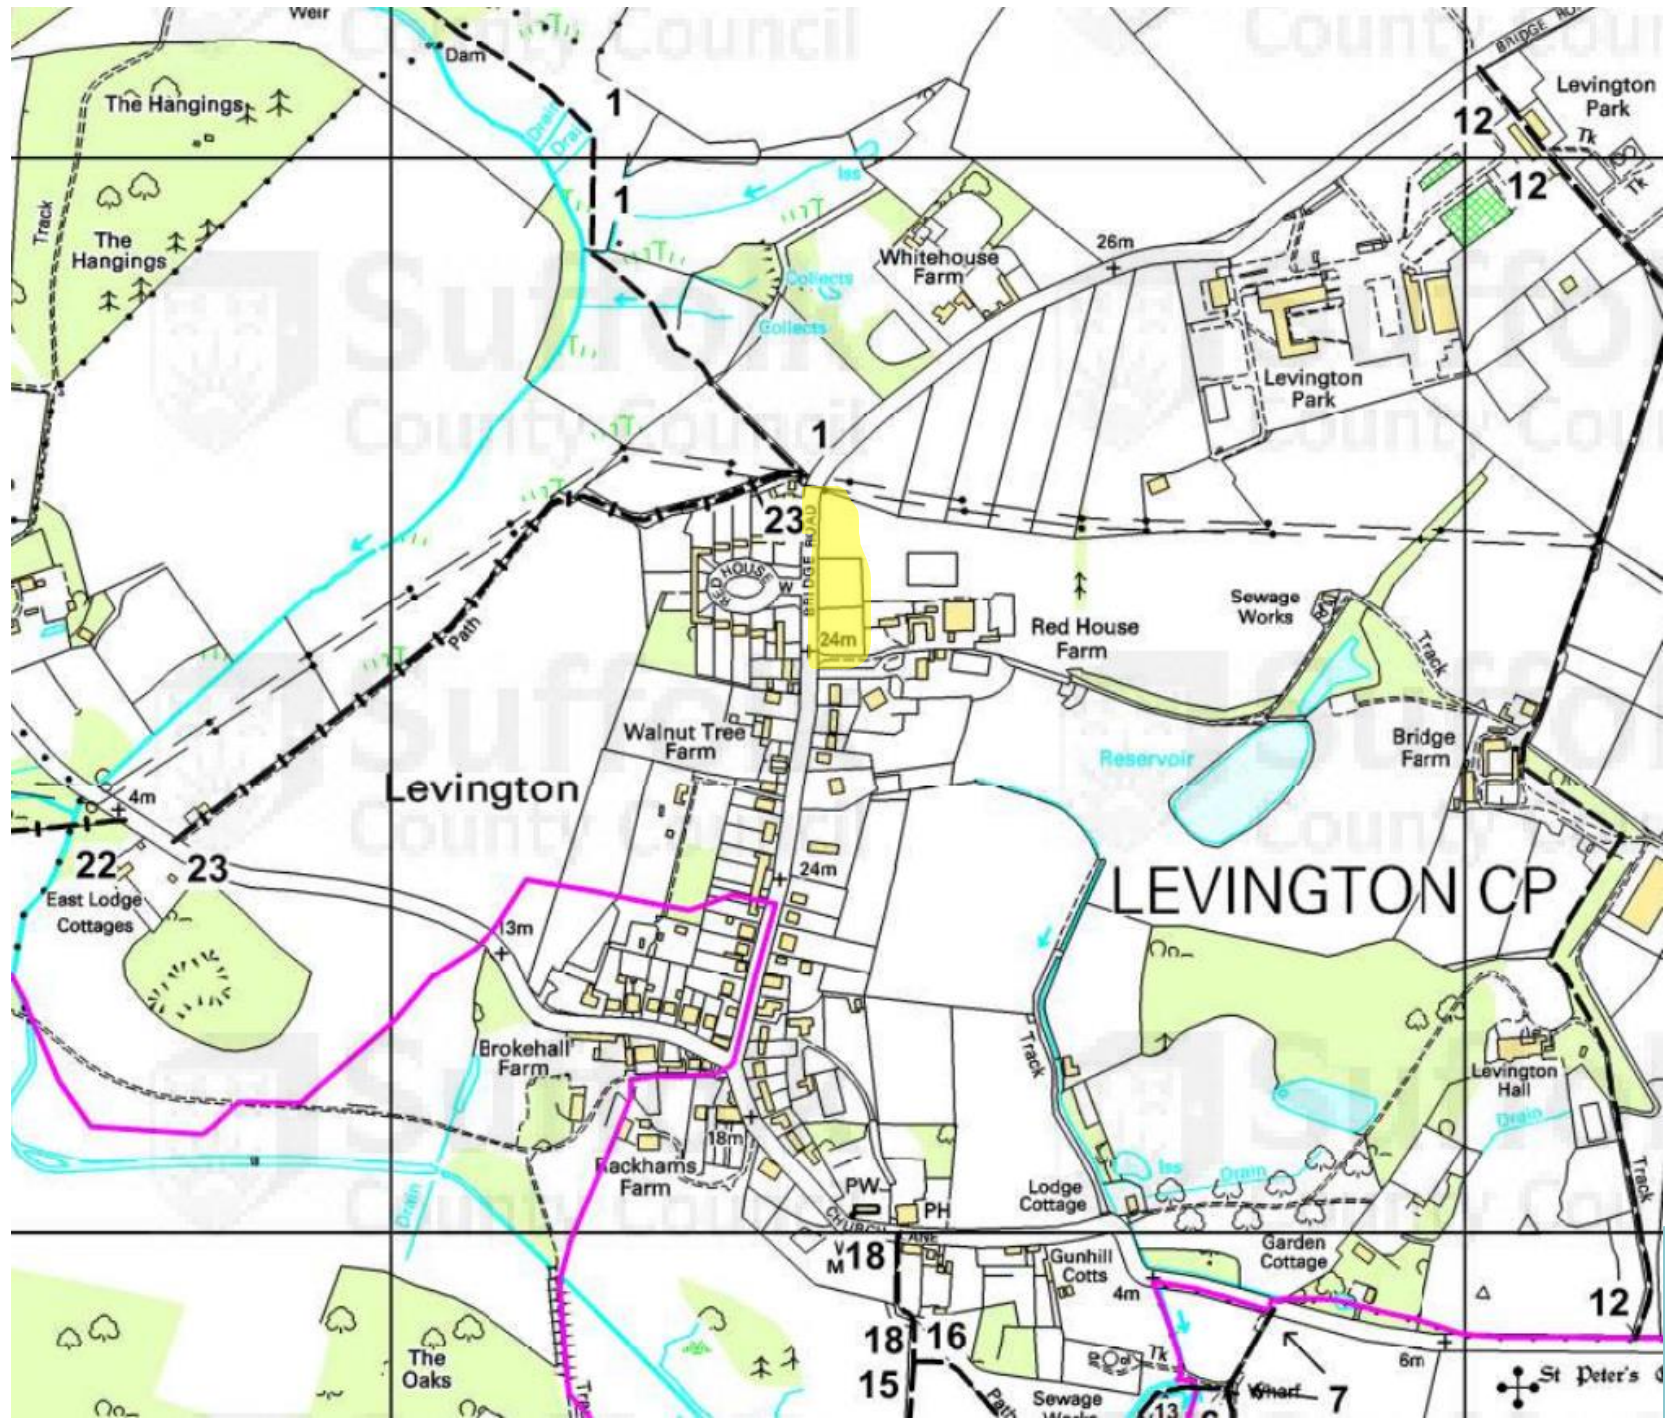 Weir
BRIDGE RO
Dam
Levington
Park
The Hangings
1
12
Drain
Tk
Iss
12
Tk
Track
1
The
Hangings
26m
Whitehouse
Farm
Collects
Collects
Levington
Park
1
23
BRIDGE ROAD
RED HOUSE
W
24m
Sewage
Works
Red House
Farm
Path
Track
Walnut Tree
Farm
Bridge
Farm
Reservoir
Levington
4m
22
23
24m
LEVINGTON CP
East Lodge
Cottages
13m
Brokehall
Farm
Track
Levington
Hall
Drain
18m
Rackhams
Farm
Iss
Drain
Track
PW
Lodge
Cottage
PH
Drain
CHURCH LANE
V
M
18
Gunhill
Cotts
Garden
Cottage
4m
12
18
16
The
Oaks
Tk
6m
St Peter's
15
Path
Sewage
Works
Wharf
7
13
Suffolk
County Council